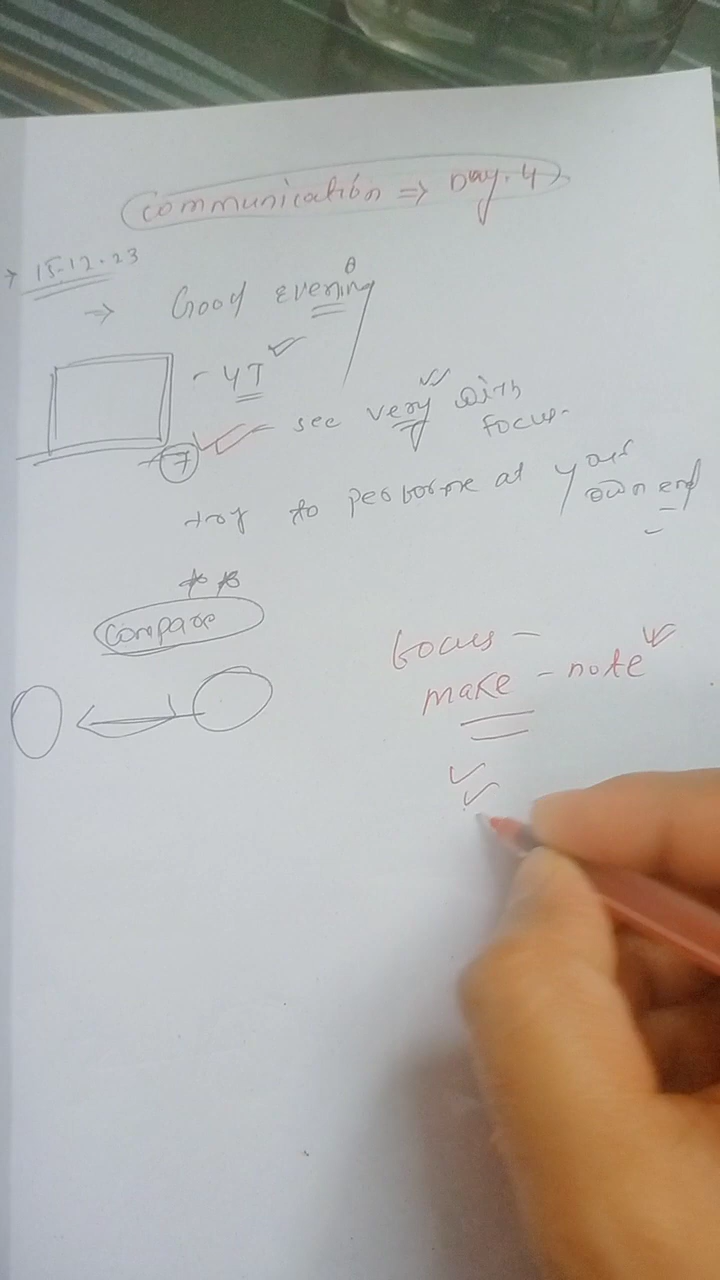 communication => Day. 4
15-12-23
=> Good evening
- YT
7 = see very with focus-
try to perborme at your own end
compare
focus -
make - note